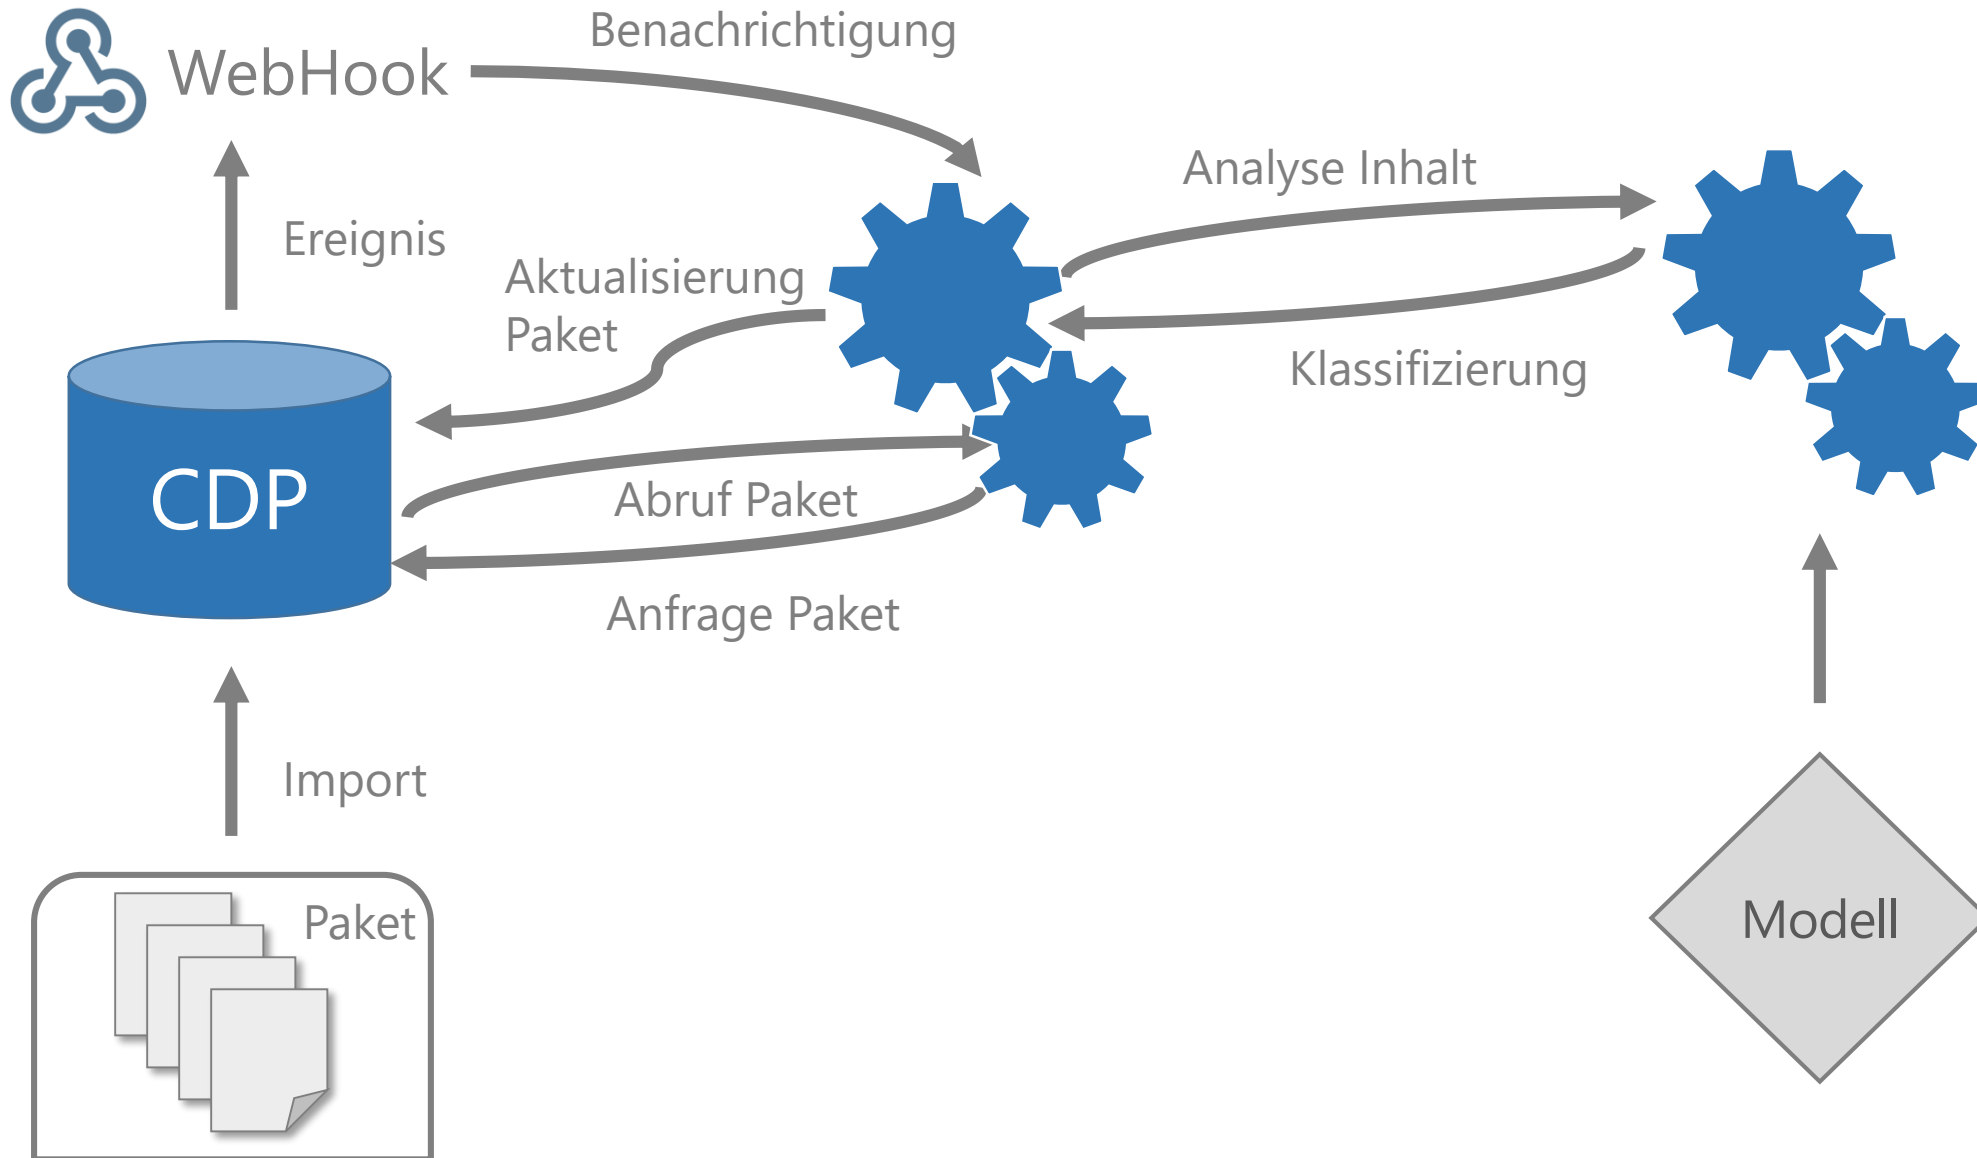 WebHook
Benachrichtigung
Analyse Inhalt
Ereignis
Aktualisierung
Paket
Klassifizierung
CDP
Abruf Paket
Anfrage Paket
Import
Paket
Modell